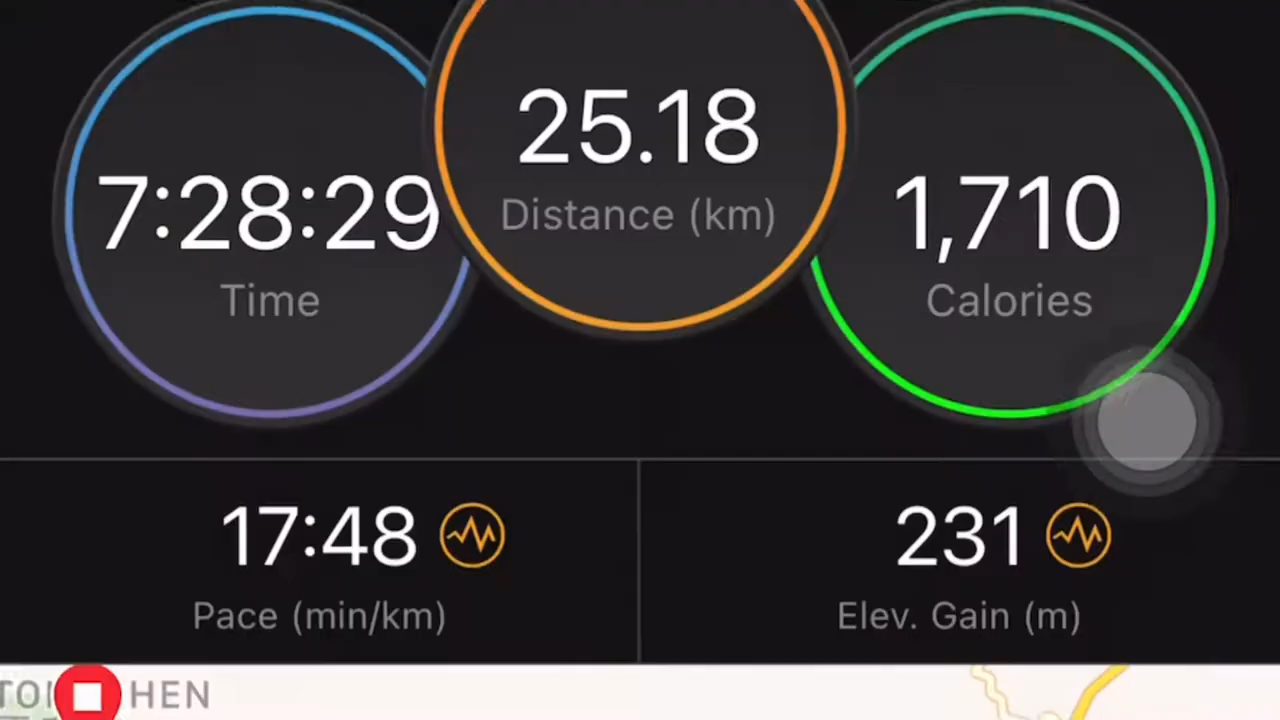 25.18
Distance (km)
7:28:29
Time
1,710
Calories
17:48
Pace (min/km)
231
Elev. Gain (m)
HEN